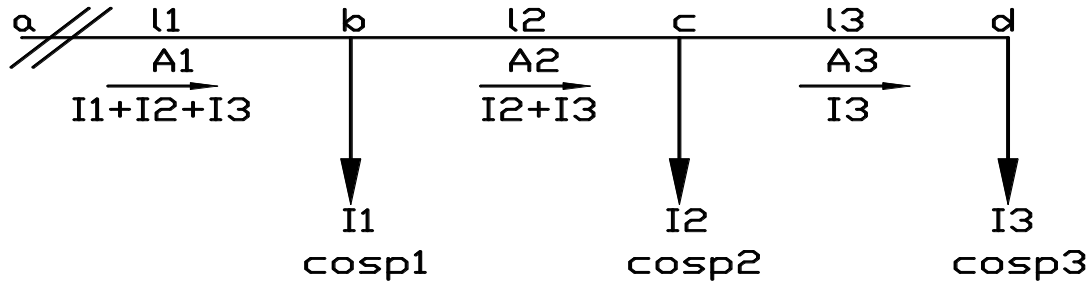 a l1 b l2 c l3 d
A1 A2 A3
I1+I2+I3 I2+I3 I3
I1 I2 I3
cosp1 cosp2 cosp3